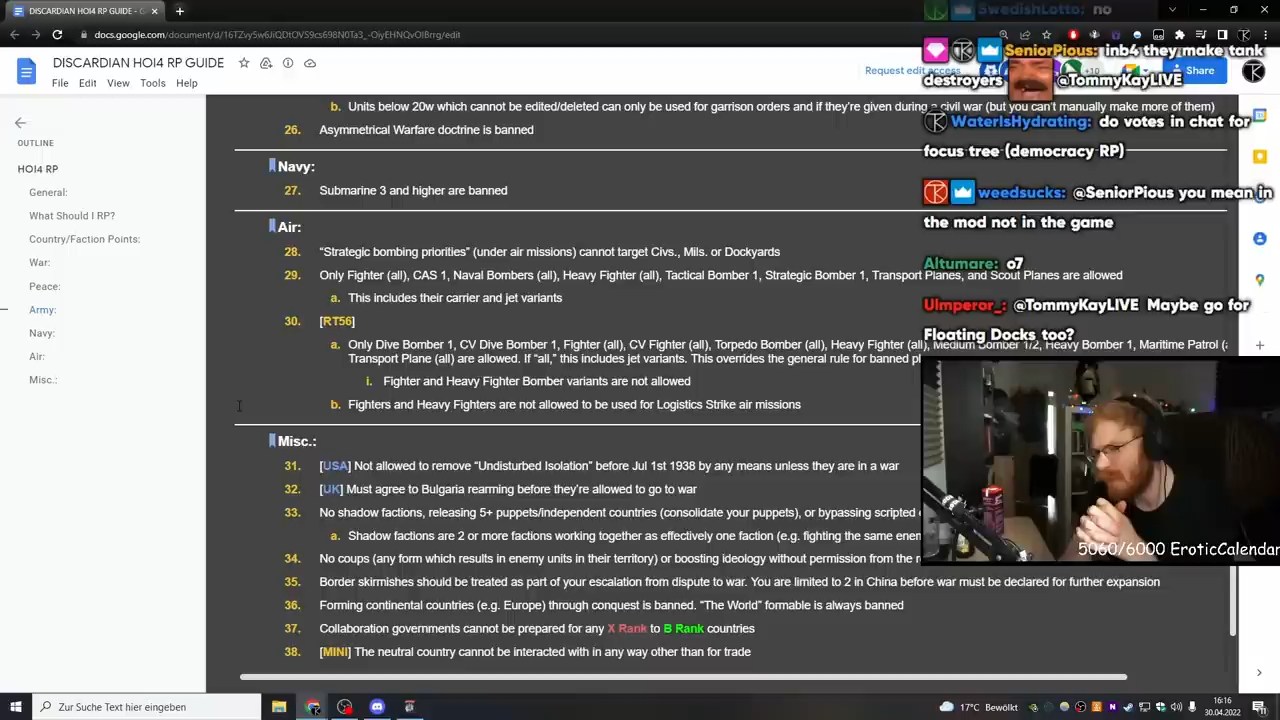 DISCARDIAN HOI4 RP GUIDE - G
SwedishLotto: no
docs.google.com/document/d/16TZvy5w6JiQDtOVS9cs698N0Ta3_-OiyEHNQvOlBrrg/edit
SeniorPious: inb4 they make tank
destroyers @TommyKayLIVE
DISCARDIAN HOI4 RP GUIDE
File Edit View Tools Help
Request edit access
+10
Share
WaterIsHydrating: do votes in chat for
focus tree (democracy RP)
weedsucks: @SeniorPious you mean in
the mod not in the game
Altumare: o7
Ulmperor_: @TommyKayLIVE Maybe go for
Floating Docks too?
OUTLINE
HOI4 RP
General:
What Should I RP?
Country/Faction Points:
War:
Peace:
Army:
Navy:
Air:
Misc.:
b. Units below 20w which cannot be edited/deleted can only be used for garrison orders and if they're given during a civil war (but you can't manually make more of them)
26. Asymmetrical Warfare doctrine is banned
Navy:
27. Submarine 3 and higher are banned
Air:
28. “Strategic bombing priorities” (under air missions) cannot target Civs., Mils. or Dockyards
29. Only Fighter (all), CAS 1, Naval Bombers (all), Heavy Fighter (all), Tactical Bomber 1, Strategic Bomber 1, Transport Planes, and Scout Planes are allowed
a. This includes their carrier and jet variants
30. [RT56]
a. Only Dive Bomber 1, CV Dive Bomber 1, Fighter (all), CV Fighter (all), Torpedo Bomber (all), Heavy Fighter (all), Medium Bomber 1/2, Heavy Bomber 1, Maritime Patrol (a
Transport Plane (all) are allowed. If “all,” this includes jet variants. This overrides the general rule for banned pl
i. Fighter and Heavy Fighter Bomber variants are not allowed
b. Fighters and Heavy Fighters are not allowed to be used for Logistics Strike air missions
Misc.:
31. [USA] Not allowed to remove “Undisturbed Isolation” before Jul 1st 1938 by any means unless they are in a war
32. [UK] Must agree to Bulgaria rearming before they're allowed to go to war
33. No shadow factions, releasing 5+ puppets/independent countries (consolidate your puppets), or bypassing scripted
a. Shadow factions are 2 or more factions working together as effectively one faction (e.g. fighting the same enem
34. No coups (any form which results in enemy units in their territory) or boosting ideology without permission from the r
35. Border skirmishes should be treated as part of your escalation from dispute to war. You are limited to 2 in China before war must be declared for further expansion
36. Forming continental countries (e.g. Europe) through conquest is banned. “The World” formable is always banned
37. Collaboration governments cannot be prepared for any X Rank to B Rank countries
38. [MINI] The neutral country cannot be interacted with in any way other than for trade
5060/6000 EroticCalendar
Zur Suche Text hier eingeben
17°C Bewölkt
16:16
30.04.2022